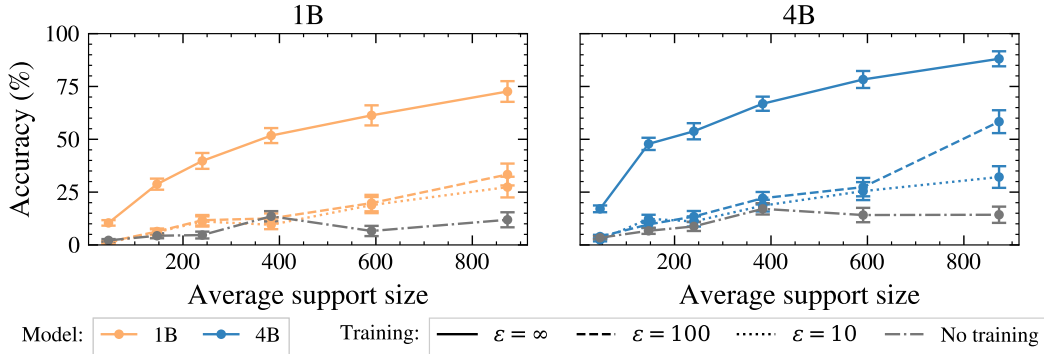 1B
4B
Accuracy (%)
100
75
50
25
0
200
400
600
800
200
400
600
800
Average support size
Average support size
Model:
1B
4B
Training:
ε = ∞
ε = 100
ε = 10
No training